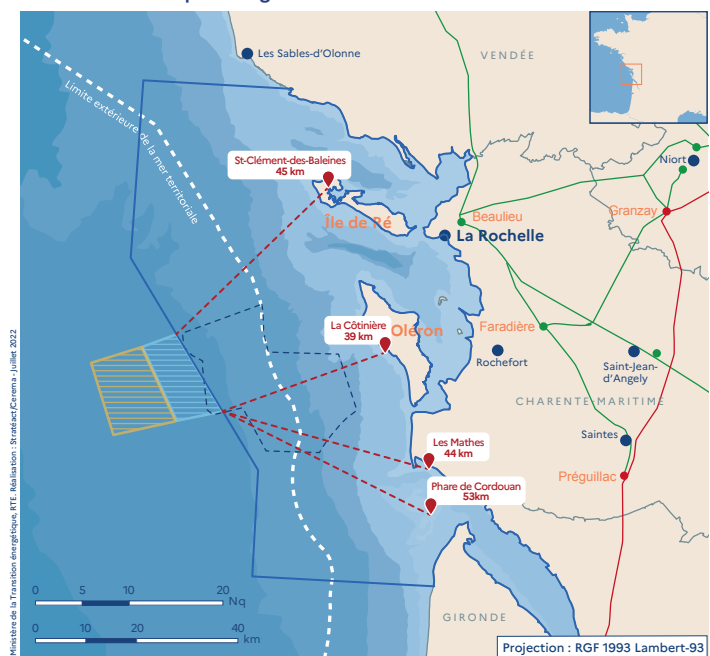 Les Sables-d'Olonne
VENDÉE
Limite extérieure de la mer territoriale
St-Clément-des-Baleines
45 km
Niort
Île de Ré
Beaulieu
Granzay
La Rochelle
La Côtinière
39 km
Oléron
Faradière
Rochefort
Saint-Jean-
d'Angely
CHARENTE-MARITIME
Les Mathes
44 km
Saintes
Phare de Cordouan
53km
Préguillac
GIRONDE
0 5 10 20
Nq
0 10 20 40
km
Projection : RGF 1993 Lambert-93
Ministère de la Transition énergétique, RTE. Réalisation : Stratéact/Cerema - Juillet 2022